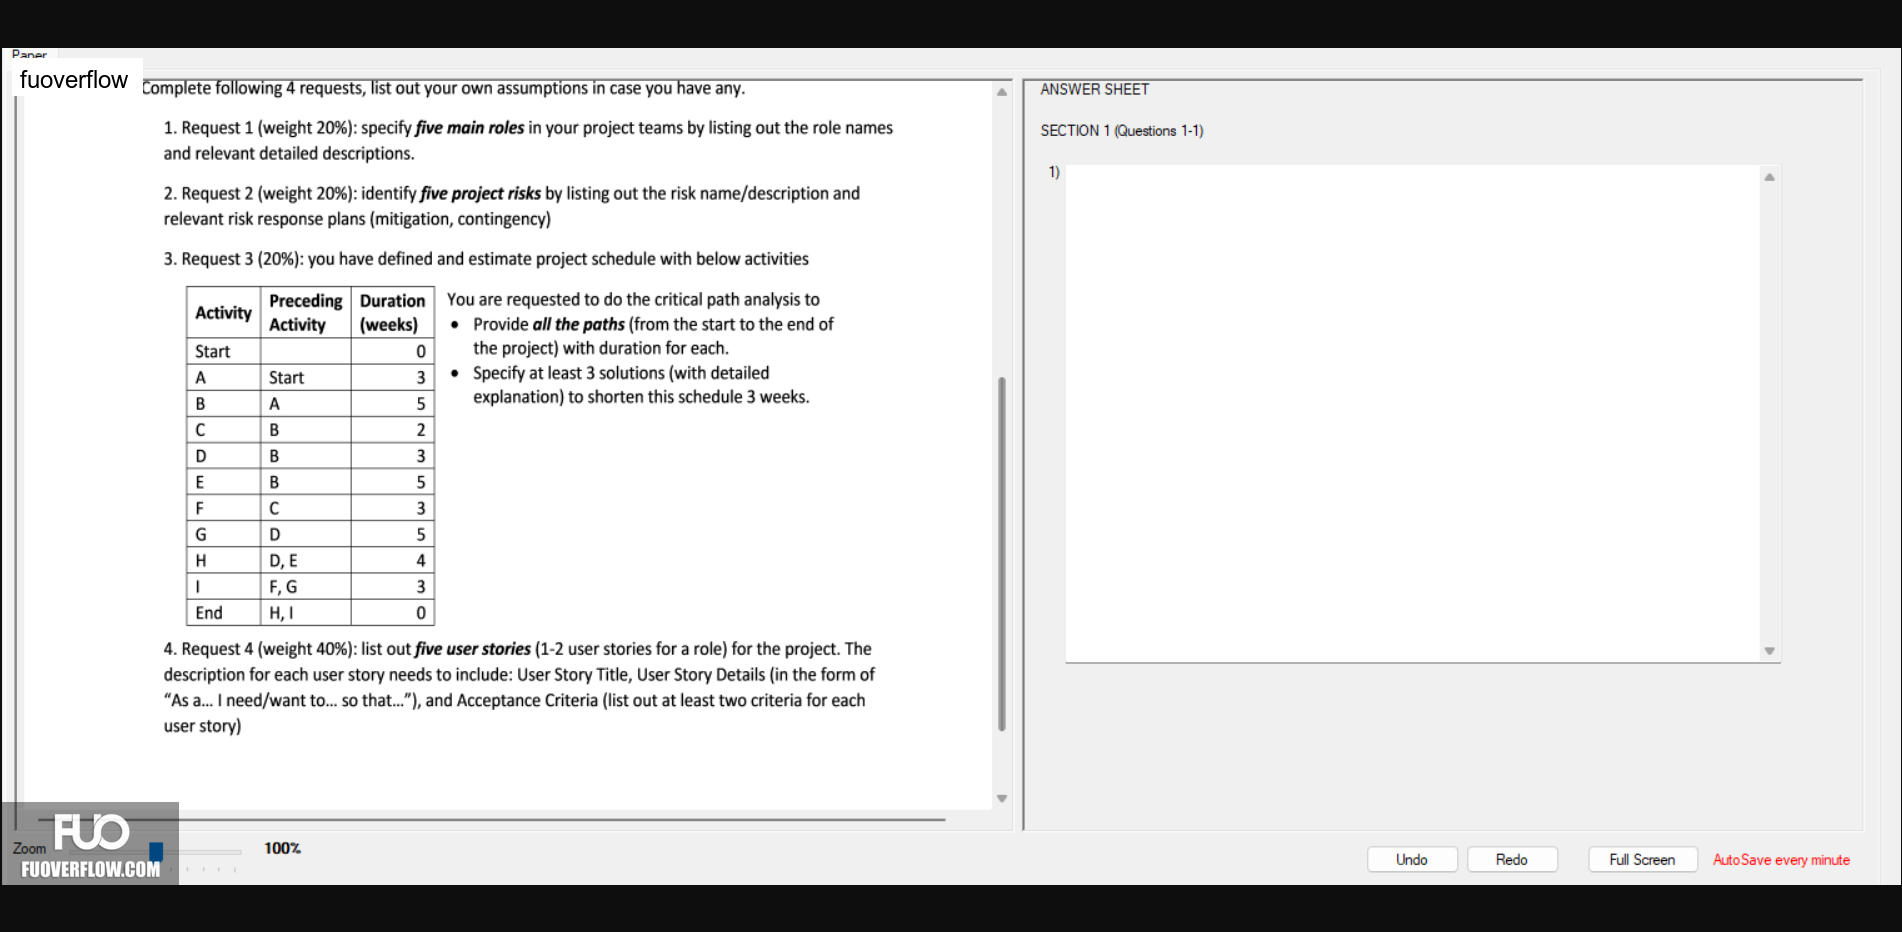 Paper
fuoverflow
Complete following 4 requests, list out your own assumptions in case you have any.
1. Request 1 (weight 20%): specify five main roles in your project teams by listing out the role names
and relevant detailed descriptions.
2. Request 2 (weight 20%): identify five project risks by listing out the risk name/description and
relevant risk response plans (mitigation, contingency)
3. Request 3 (20%): you have defined and estimate project schedule with below activities
Activity Preceding Activity Duration (weeks)
Start 0
A Start 3
B A 5
C B 2
D B 3
E B 5
F C 3
G D 5
H D, E 4
I F, G 3
End H, I 0
You are requested to do the critical path analysis to
• Provide all the paths (from the start to the end of
the project) with duration for each.
• Specify at least 3 solutions (with detailed
explanation) to shorten this schedule 3 weeks.
4. Request 4 (weight 40%): list out five user stories (1-2 user stories for a role) for the project. The
description for each user story needs to include: User Story Title, User Story Details (in the form of
“As a... I need/want to... so that...”), and Acceptance Criteria (list out at least two criteria for each
user story)
ANSWER SHEET
SECTION 1 (Questions 1-1)
1)
FUO
FUOVERFLOW.COM
Zoom
100%
Undo
Redo
Full Screen
AutoSave every minute